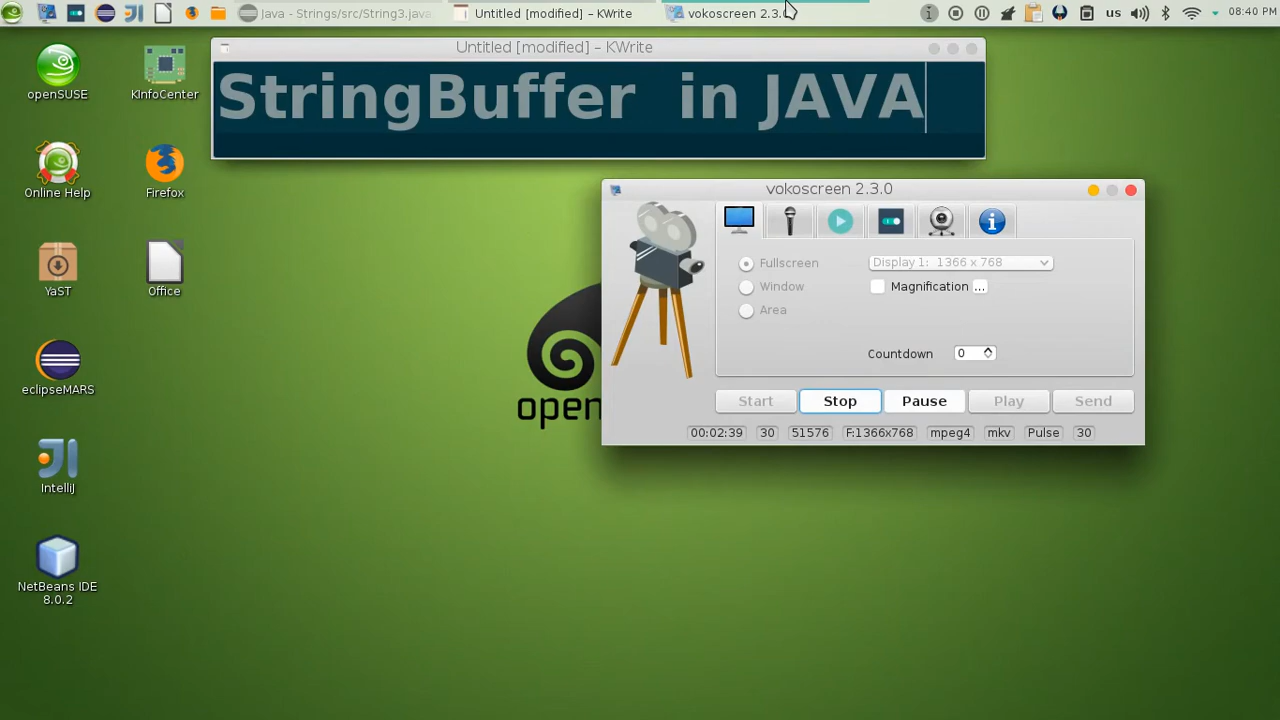 Java - Strings/src/String3.java
Untitled [modified] – KWrite
vokoscreen 2.3.0
us
08:40 PM
openSUSE
KInfoCenter
Online Help
Firefox
YaST
Office
eclipseMARS
IntelliJ
NetBeans IDE
8.0.2
Untitled [modified] – KWrite
StringBuffer in JAVA
open
vokoscreen 2.3.0
Fullscreen
Display 1: 1366 x 768
Window
Magnification ...
Area
Countdown 0
Start Stop Pause Play Send
00:02:39 30 51576 F:1366x768 mpeg4 mkv Pulse 30